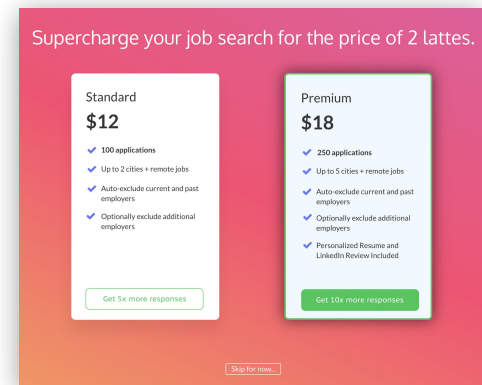 Supercharge your job search for the price of 2 lattes.
Standard
$12
100 applications
Up to 2 cities + remote jobs
Auto-exclude current and past
employers
Optionally exclude additional
employers
Get 5x more responses
Premium
$18
250 applications
Up to 5 cities + remote jobs
Auto-exclude current and past
employers
Optionally exclude additional
employers
Personalized Resume and
LinkedIn Review Included
Get 10x more responses
Skip for now...